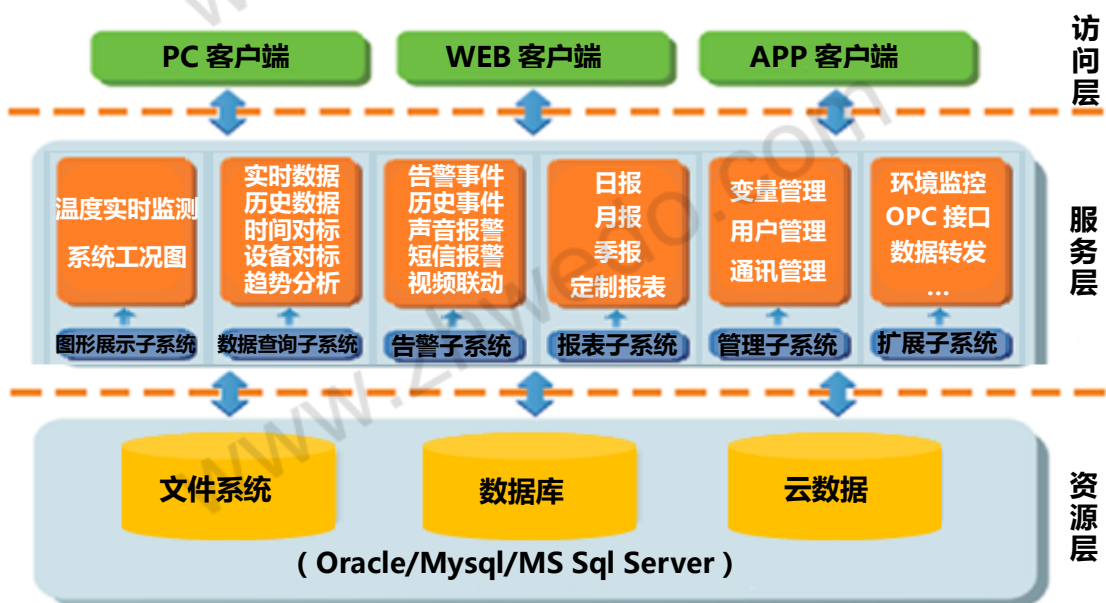 PC 客户端
WEB 客户端
APP 客户端
访问层
温度实时监测
系统工况图
图形展示子系统
实时数据
历史数据
时间对标
设备对标
趋势分析
数据查询子系统
告警事件
历史事件
声音报警
短信报警
视频联动
告警子系统
日报
月报
季报
定制报表
报表子系统
变量管理
用户管理
通讯管理
管理子系统
环境监控
OPC 接口
数据转发
...
扩展子系统
服务层
文件系统
数据库
云数据
( Oracle/Mysql/MS Sql Server )
资源层
www.zhwedo.com